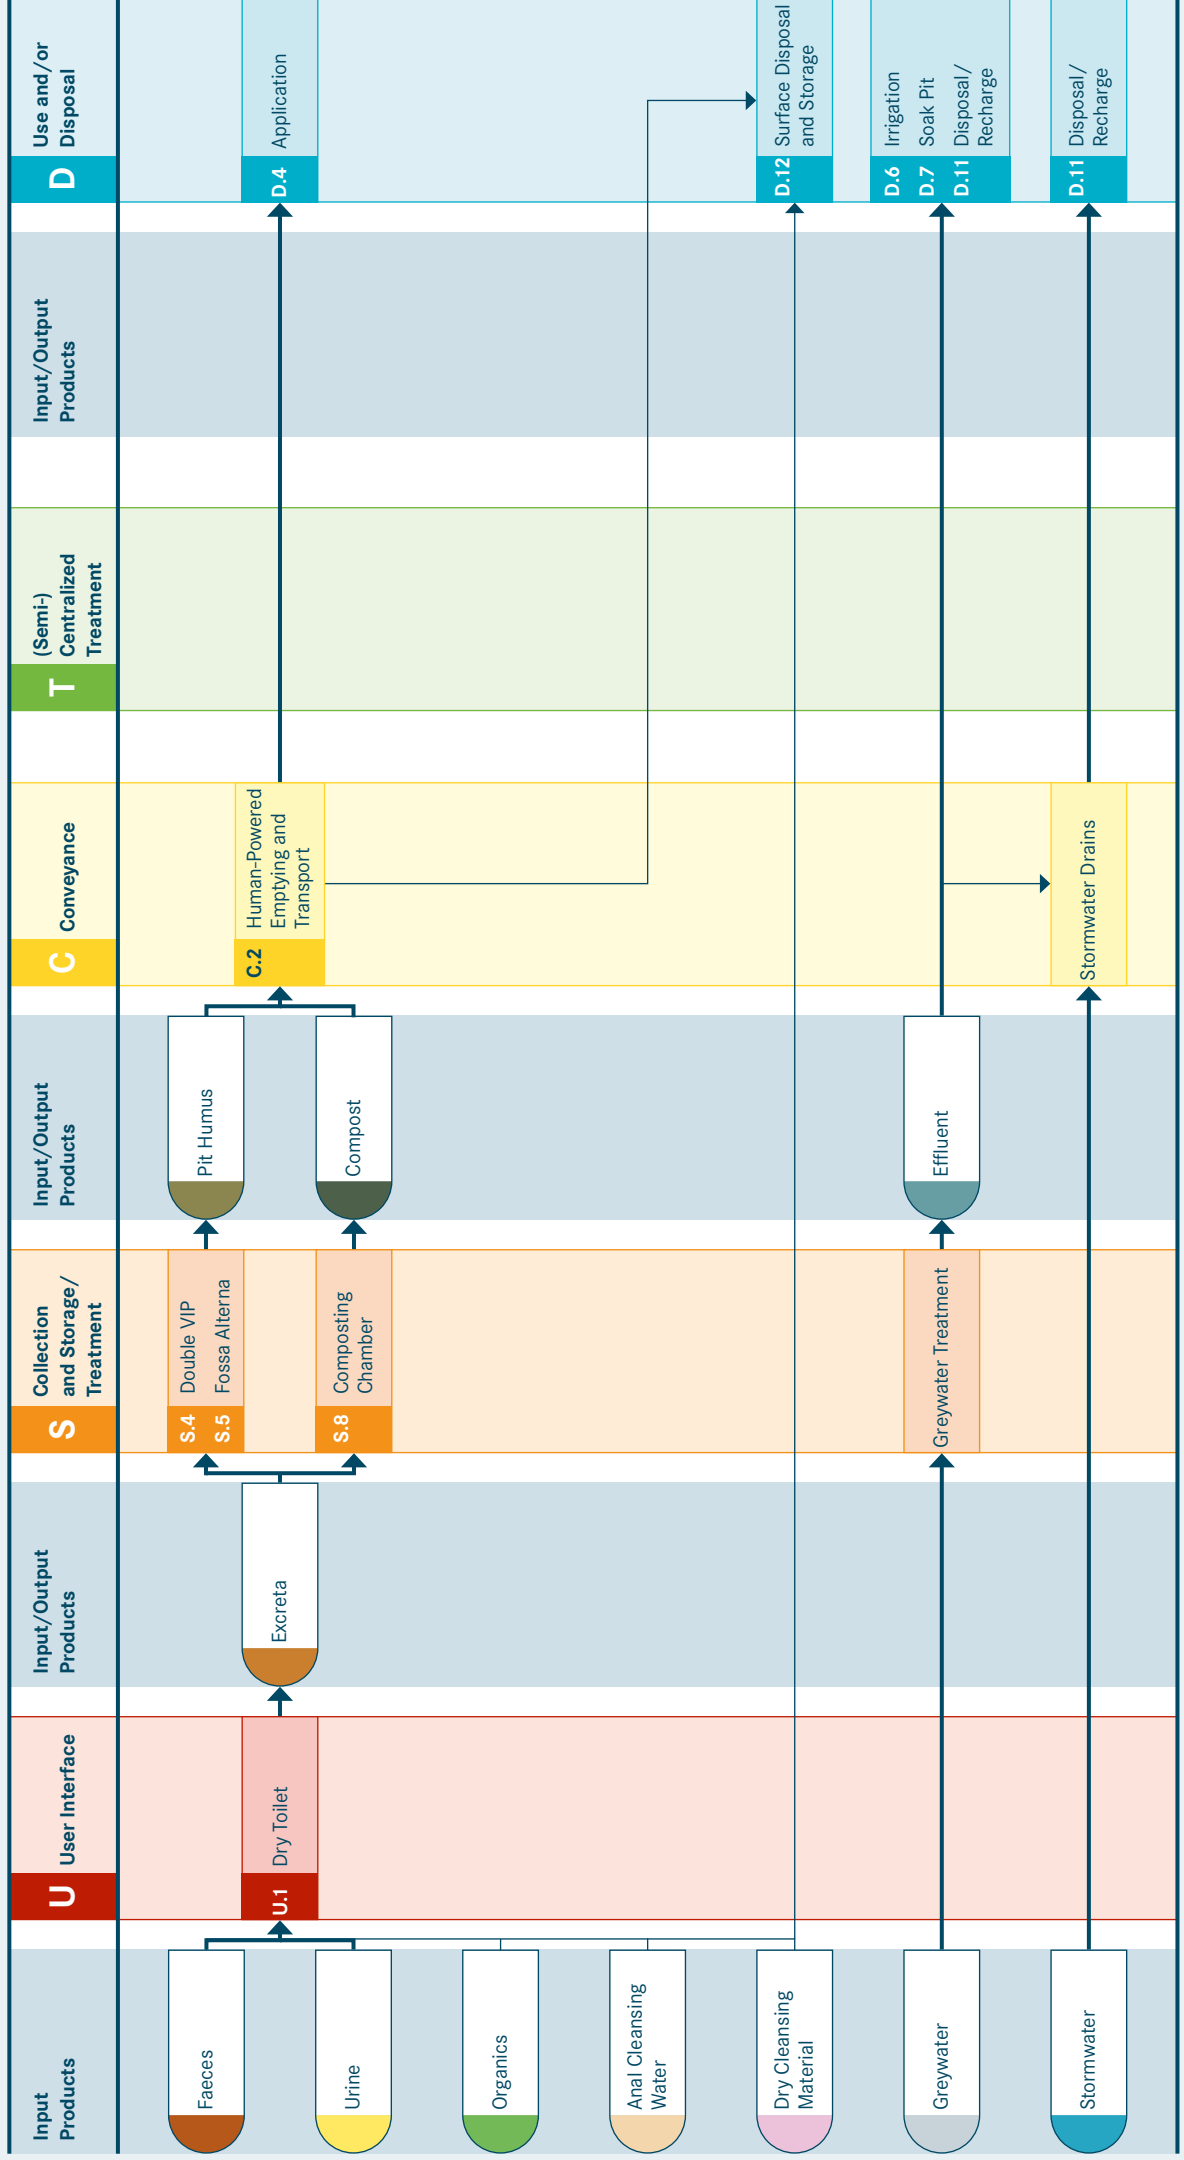 Input
Products
U
User Interface
Input/Output
Products
S
Collection
and Storage/
Treatment
Input/Output
Products
C
Conveyance
T
(Semi-)
Centralized
Treatment
Input/Output
Products
D
Use and/or
Disposal
Faeces
Urine
Organics
Anal Cleansing
Water
Dry Cleansing
Material
Greywater
Stormwater
U.1
Dry Toilet
Excreta
S.4 Double VIP
S.5 Fossa Alterna
S.8 Composting
Chamber
Greywater Treatment
Pit Humus
Compost
Effluent
C.2 Human-Powered
Emptying and
Transport
Stormwater Drains
D.4 Application
D.12 Surface Disposal
and Storage
D.6 Irrigation
D.7 Soak Pit
D.11 Disposal/
Recharge
D.11 Disposal/
Recharge